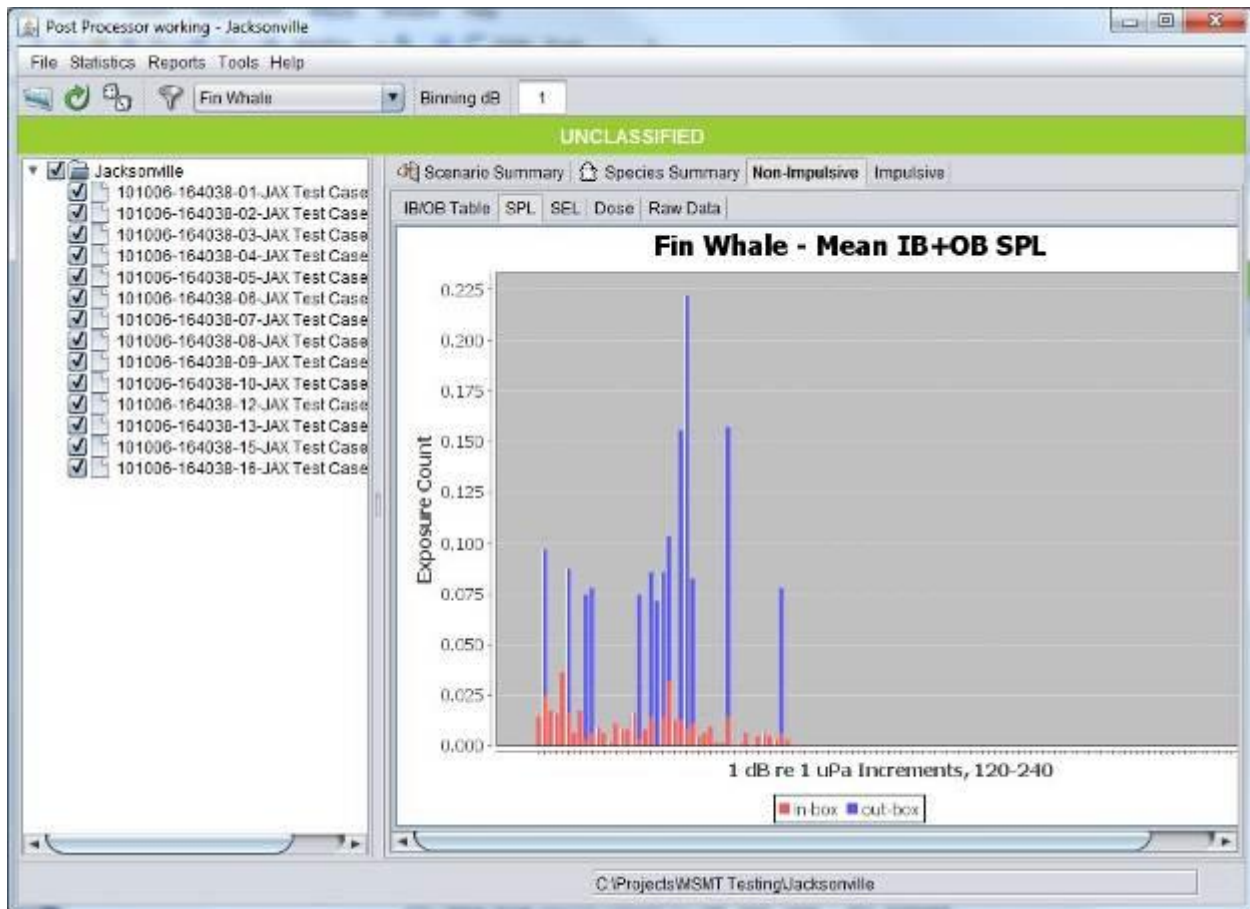 Post Processor working - Jacksonville
File Statistics Reports Tools Help
Fin Whale Binning dB 1
UNCLASSIFIED
Jacksonville
101006-164038-01-JAX Test Case
101006-164038-02-JAX Test Case
101006-164038-03-JAX Test Case
101006-164038-04-JAX Test Case
101006-164038-05-JAX Test Case
101006-164038-06-JAX Test Case
101006-164038-07-JAX Test Case
101006-164038-08-JAX Test Case
101006-164038-09-JAX Test Case
101006-164038-10-JAX Test Case
101006-164038-12-JAX Test Case
101006-164038-13-JAX Test Case
101006-164038-15-JAX Test Case
101006-164038-16-JAX Test Case
Scenario Summary Species Summary Non-Impulsive Impulsive
IB/OB Table SPL SEL Dose Raw Data
Fin Whale - Mean IB+OB SPL
0.225
0.200
0.175
0.150
0.125
0.100
0.075
0.050
0.025
0.000
Exposure Count
1 dB re 1 uPa Increments, 120-240
in-box out-box
C:\Projects\MSMT Testing\Jacksonville